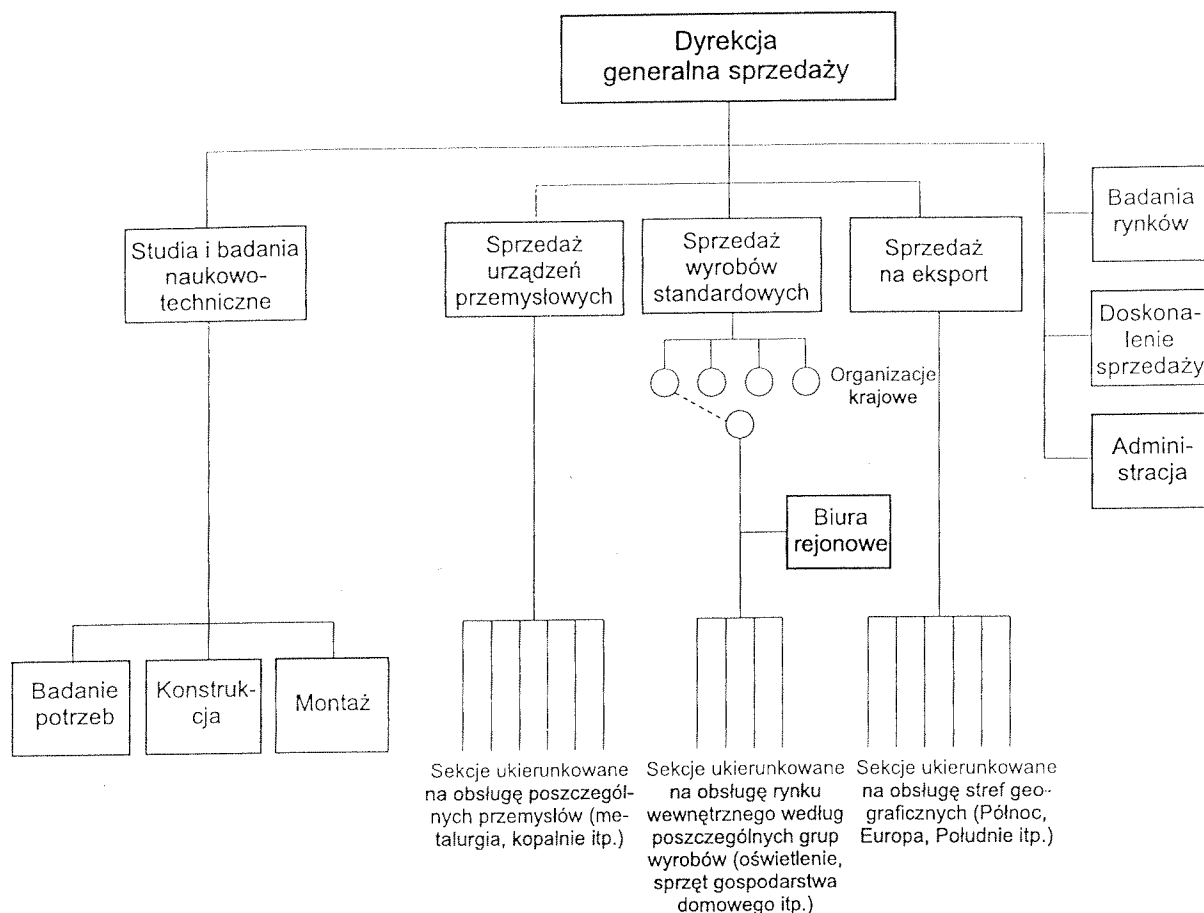 Dyrekcja
generalna sprzedaży
Studia i badania
naukowo-
techniczne
Sprzedaż
urządzeń
przemysłowych
Sprzedaż
wyrobów
standardowych
Sprzedaż
na eksport
Badania
rynków
Doskona-
lenie
sprzedaży
Admini-
stracja
Organizacje
krajowe
Biura
rejonowe
Badanie
potrzeb
Konstruk-
cja
Montaż
Sekcje ukierunkowane
na obsługę poszczegól-
nych przemysłów (me-
talurgia, kopalnie itp.)
Sekcje ukierunkowane
na obsługę rynku
wewnętrznego według
poszczególnych grup
wyrobów (oświetlenie,
sprzęt gospodarstwa
domowego itp.)
Sekcje ukierunkowane
na obsługę stref geo-
graficznych (Północ,
Europa, Południe itp.)